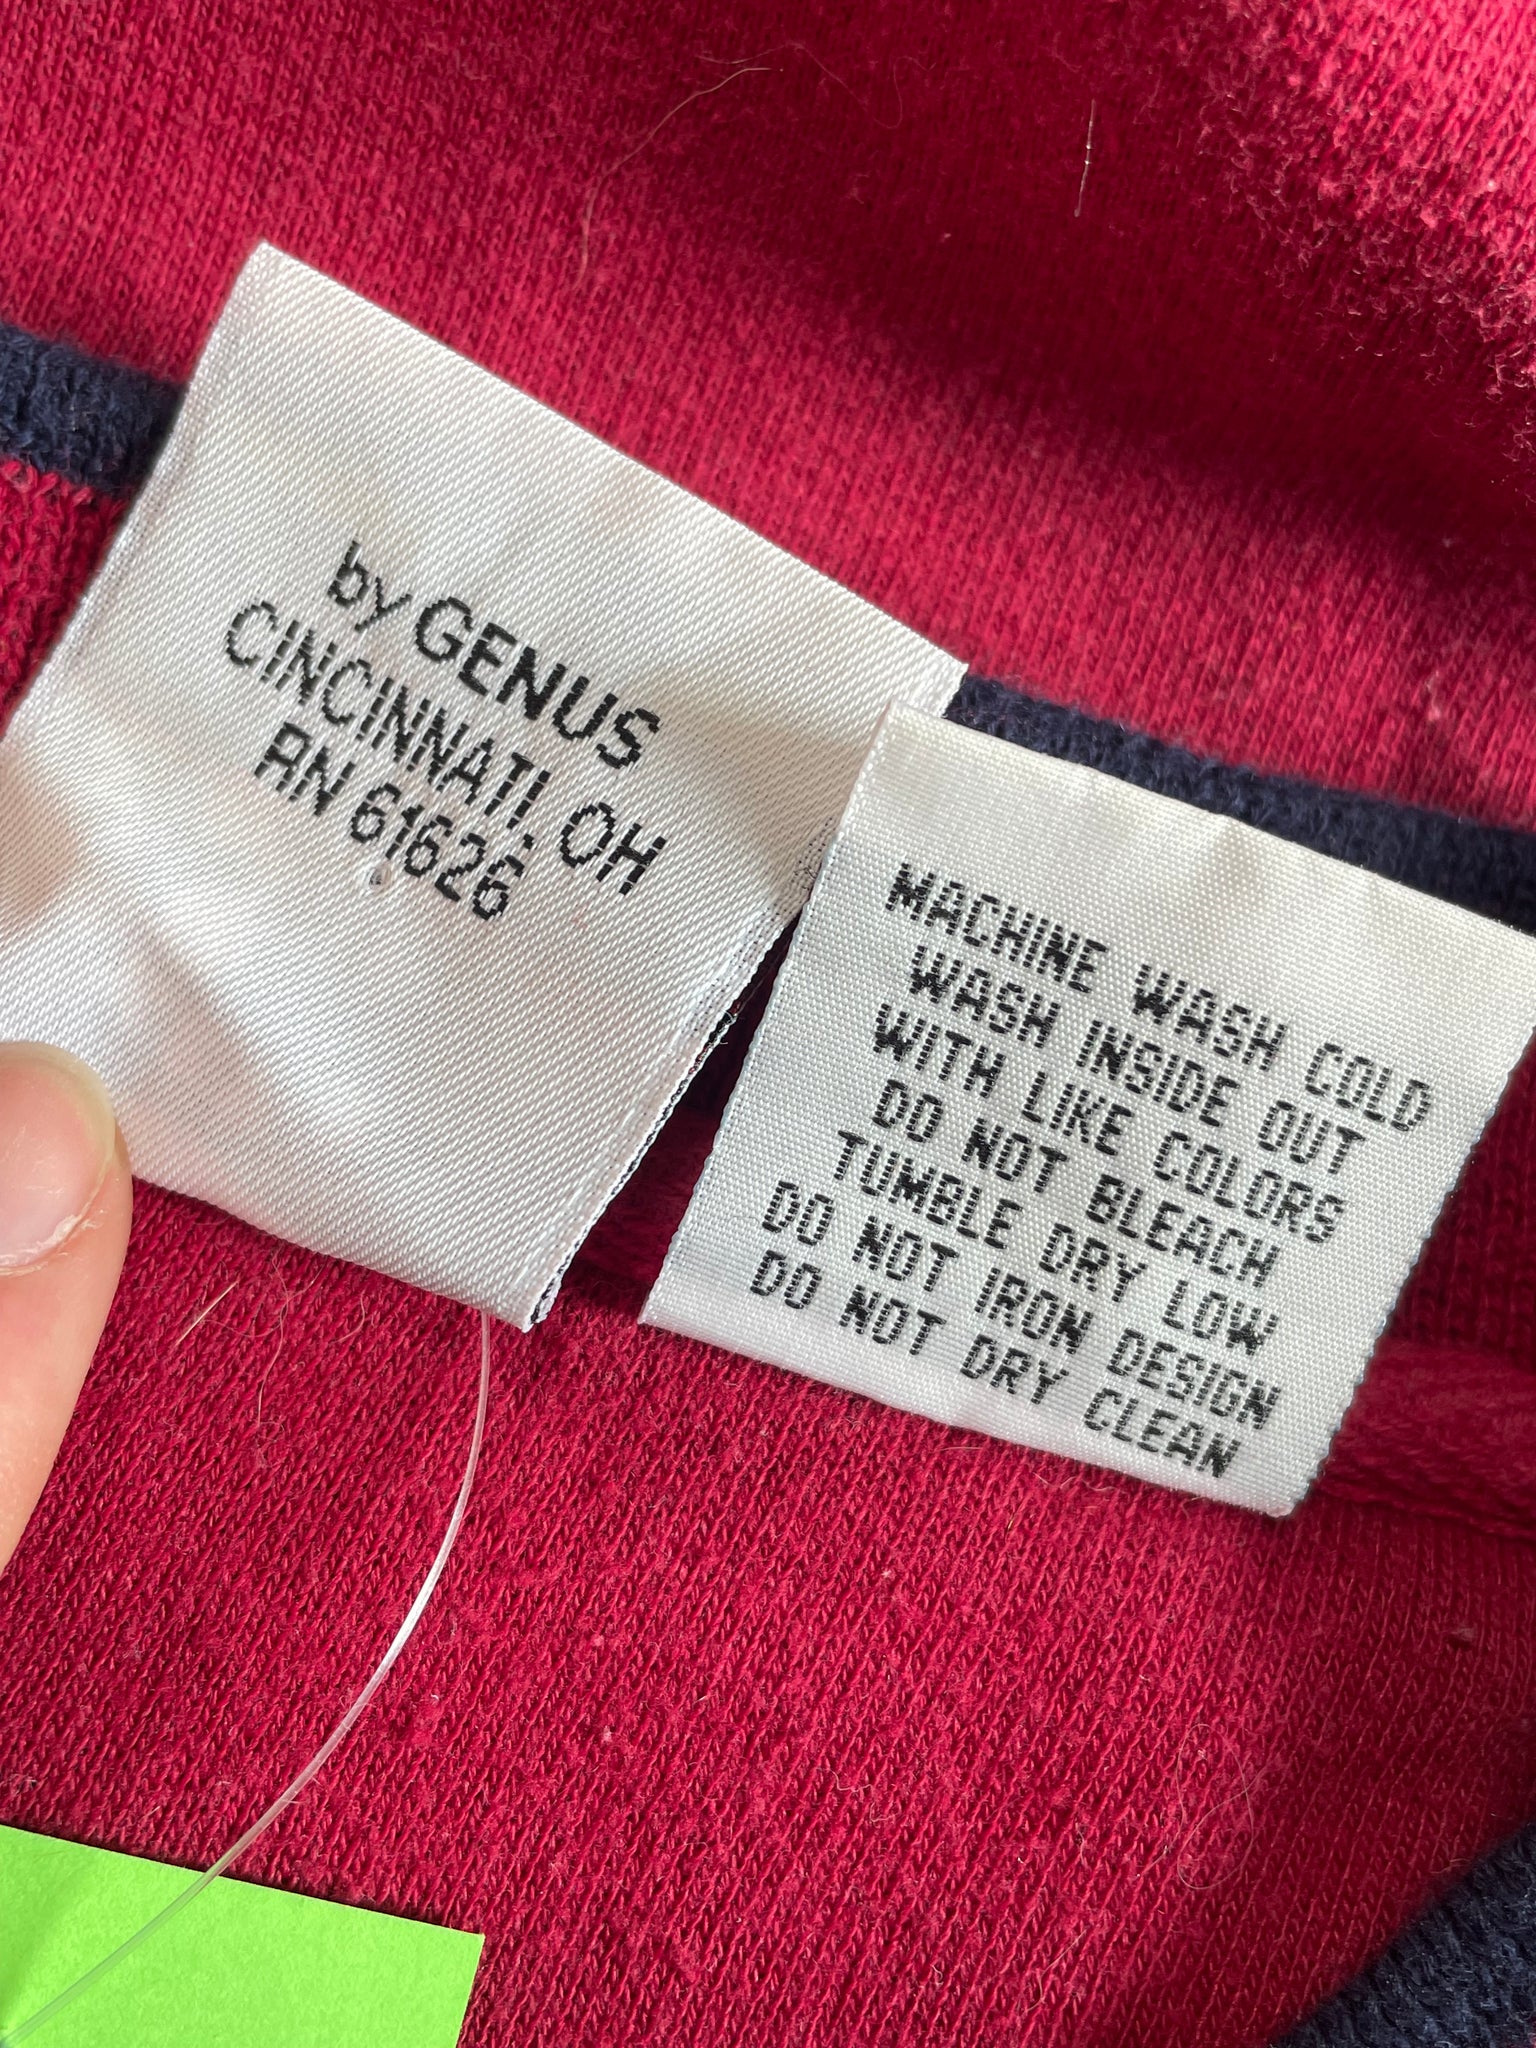 by GENUS
CINCINNATI, OH
RN 61626
MACHINE WASH COLD
WASH INSIDE OUT
WITH LIKE COLORS
DO NOT BLEACH
TUMBLE DRY LOW
DO NOT IRON DESIGN
DO NOT DRY CLEAN